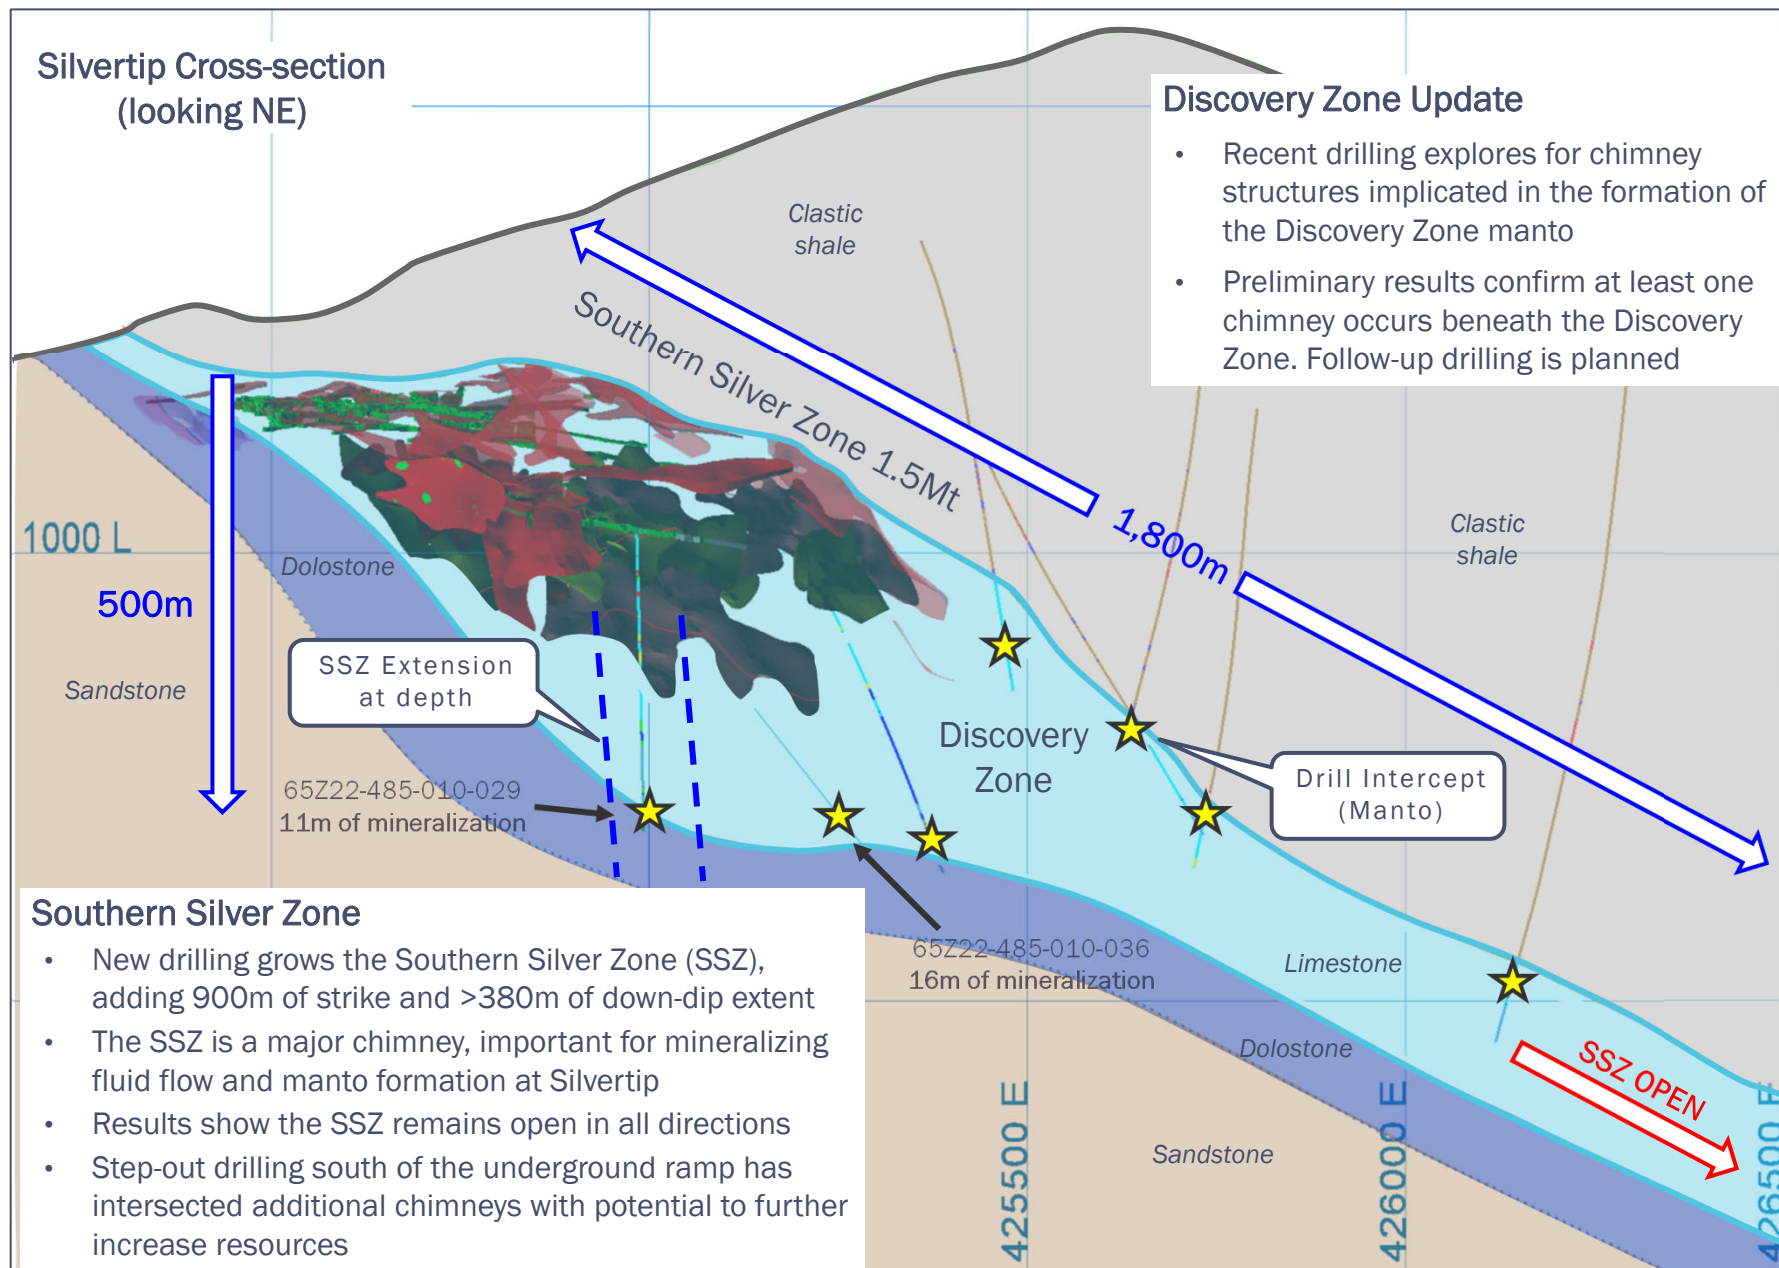 Silvertip Cross-section
(looking NE)
Discovery Zone Update
• Recent drilling explores for chimney
structures implicated in the formation of
the Discovery Zone manto
• Preliminary results confirm at least one
chimney occurs beneath the Discovery
Zone. Follow-up drilling is planned
Clastic
shale
Southern Silver Zone 1.5Mt
1,800m
Clastic
shale
1000 L
Dolostone
500m
SSZ Extension
at depth
Sandstone
Discovery
Zone
Drill Intercept
(Manto)
65Z22-485-010-029
11m of mineralization
65Z22-485-010-036
16m of mineralization
Limestone
Dolostone
SSZ OPEN
Sandstone
425500 E
426000 E
426500 E
Southern Silver Zone
• New drilling grows the Southern Silver Zone (SSZ),
adding 900m of strike and >380m of down-dip extent
• The SSZ is a major chimney, important for mineralizing
fluid flow and manto formation at Silvertip
• Results show the SSZ remains open in all directions
• Step-out drilling south of the underground ramp has
intersected additional chimneys with potential to further
increase resources